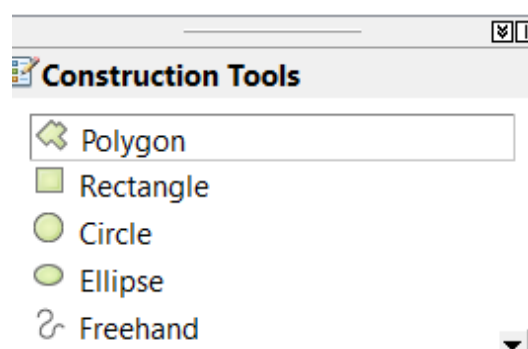 Construction Tools
Polygon
Rectangle
Circle
Ellipse
Freehand